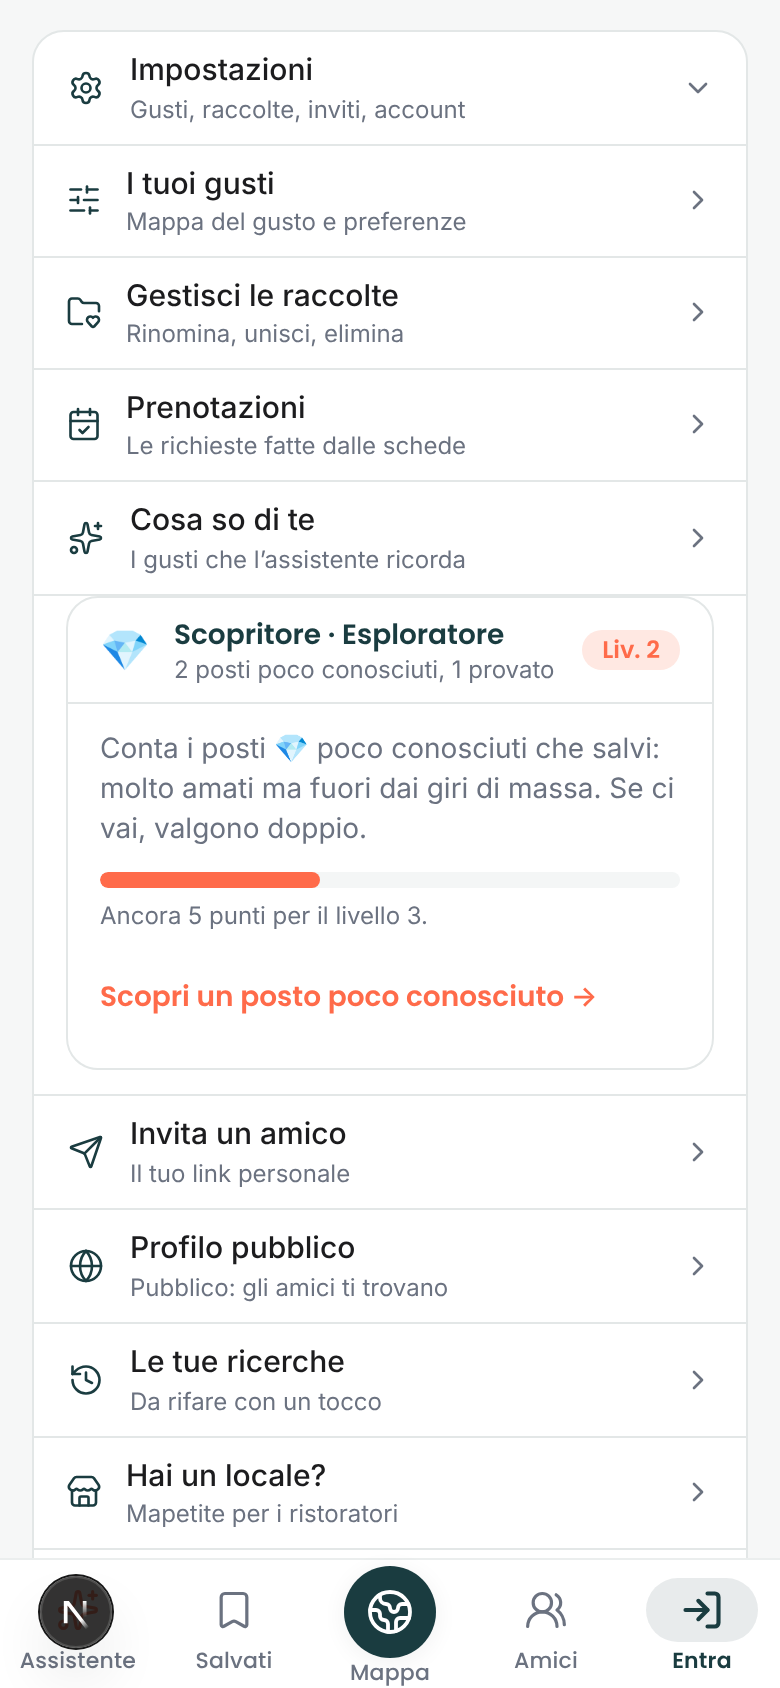 Impostazioni
Gusti, raccolte, inviti, account
I tuoi gusti
Mappa del gusto e preferenze
Gestisci le raccolte
Rinomina, unisci, elimina
Prenotazioni
Le richieste fatte dalle schede
Cosa so di te
I gusti che l’assistente ricorda
Scopritore · Esploratore
Liv. 2
2 posti poco conosciuti, 1 provato
Conta i posti 💎 poco conosciuti che salvi:
molto amati ma fuori dai giri di massa. Se ci
vai, valgono doppio.
Ancora 5 punti per il livello 3.
Scopri un posto poco conosciuto →
Invita un amico
Il tuo link personale
Profilo pubblico
Pubblico: gli amici ti trovano
Le tue ricerche
Da rifare con un tocco
Hai un locale?
Mapetite per i ristoratori
N
Assistente
Salvati
Mappa
Amici
Entra